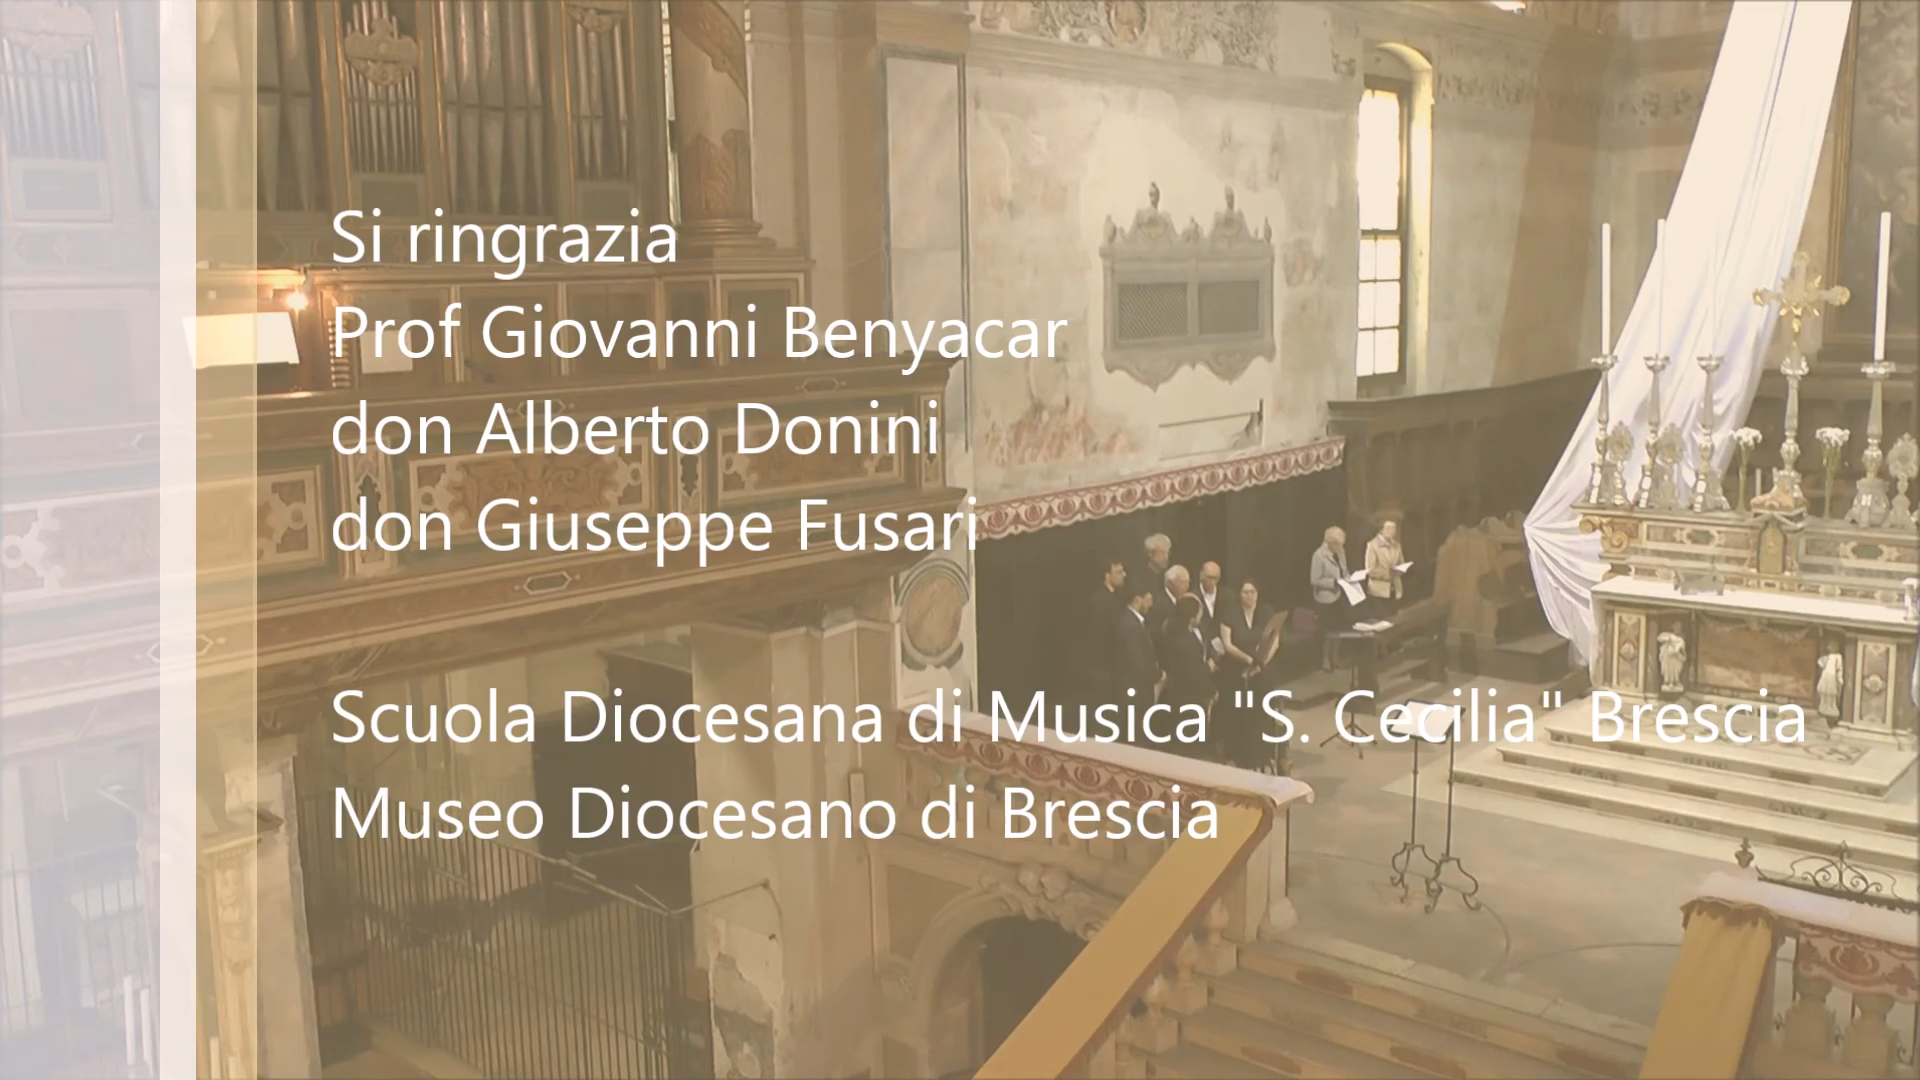 Si ringrazia
Prof Giovanni Benyacar
don Alberto Donini
don Giuseppe Fusari
Scuola Diocesana di Musica "S. Cecilia" Brescia
Museo Diocesano di Brescia